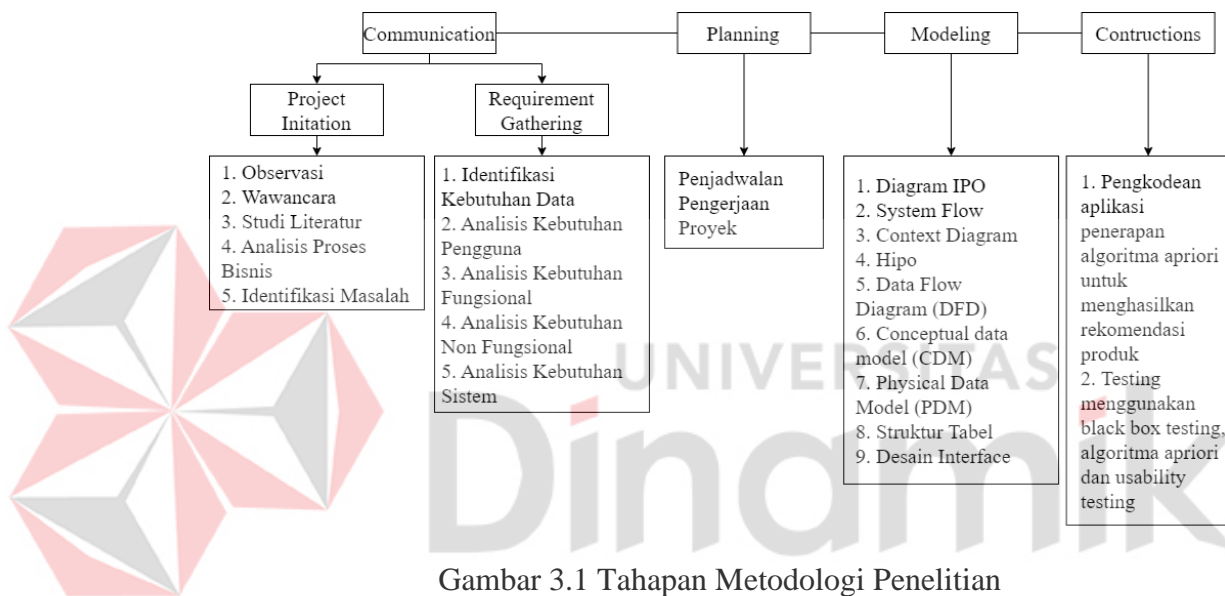 Communication
Planning
Modeling
Contructions
Project
Initation
Requirement
Gathering
1. Observasi
2. Wawancara
3. Studi Literatur
4. Analisis Proses
Bisnis
5. Identifikasi Masalah
1. Identifikasi
Kebutuhan Data
2. Analisis Kebutuhan
Pengguna
3. Analisis Kebutuhan
Fungsional
4. Analisis Kebutuhan
Non Fungsional
5. Analisis Kebutuhan
Sistem
Penjadwalan
Pengerjaan
Proyek
1. Diagram IPO
2. System Flow
3. Context Diagram
4. Hipo
5. Data Flow
Diagram (DFD)
6. Conceptual data
model (CDM)
7. Physical Data
Model (PDM)
8. Struktur Tabel
9. Desain Interface
1. Pengkodean
aplikasi
penerapan
algoritma apriori
untuk
menghasilkan
rekomendasi
produk
2. Testing
menggunakan
black box testing,
algoritma apriori
dan usability
testing
UNIVERSITAS
Dinamik
Gambar 3.1 Tahapan Metodologi Penelitian